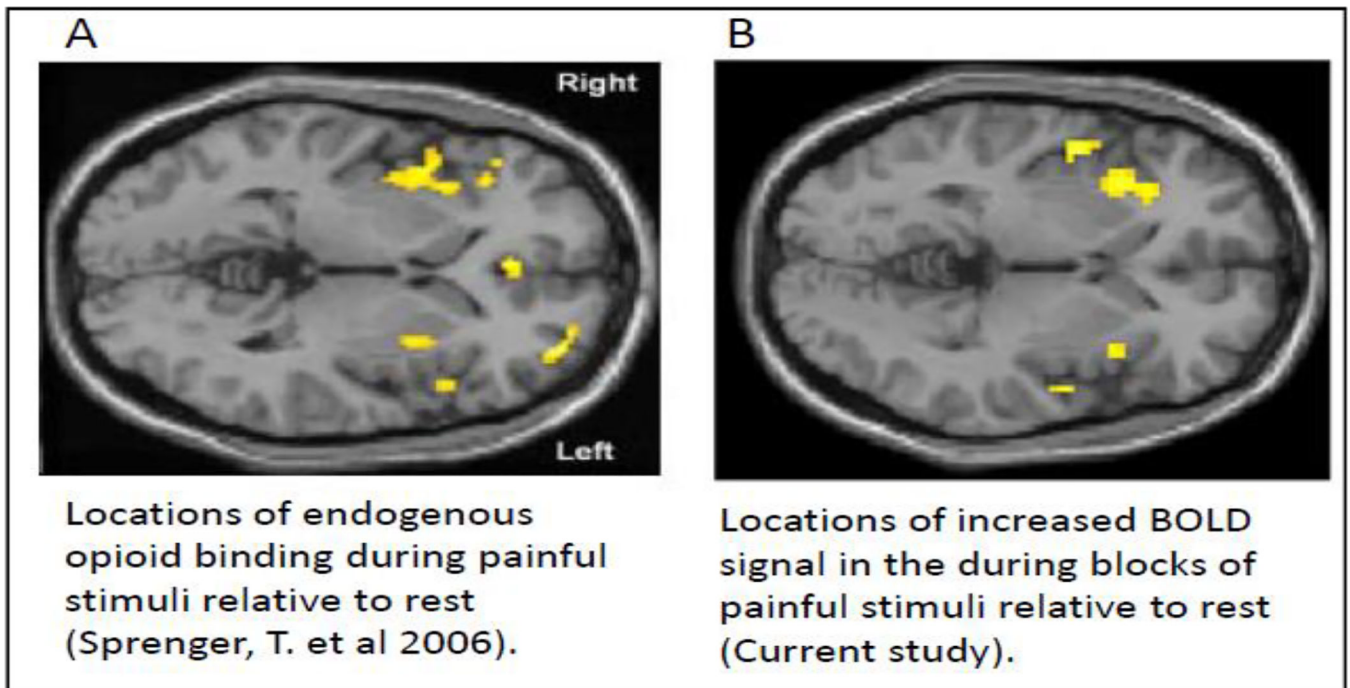 A
B
Right
Left
Locations of endogenous
opioid binding during painful
stimuli relative to rest
(Sprenger, T. et al 2006).
Locations of increased BOLD
signal in the during blocks of
painful stimuli relative to rest
(Current study).